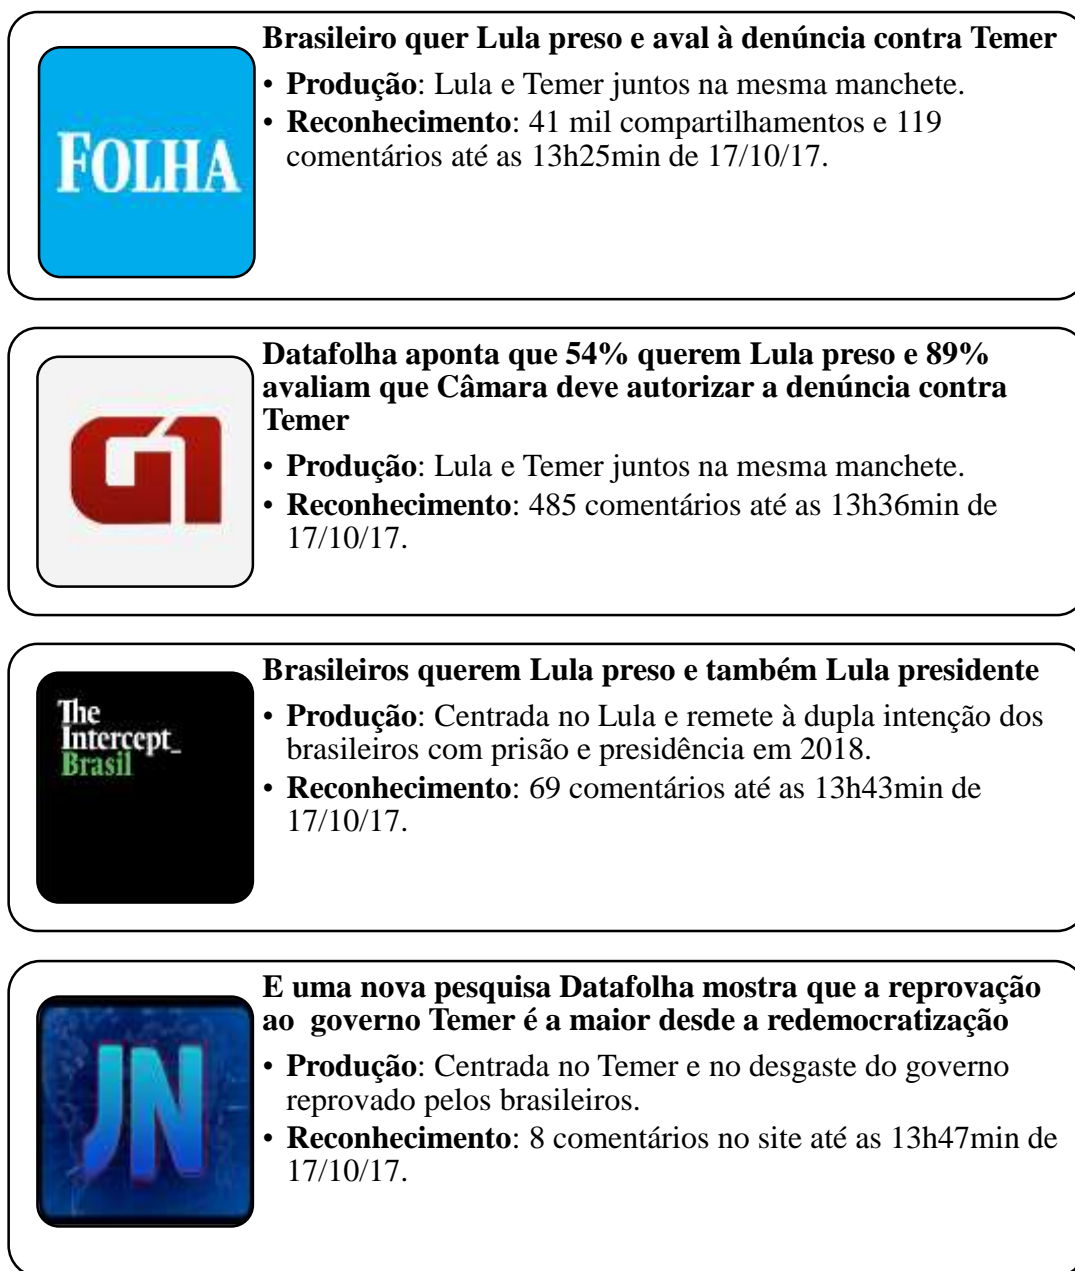 Brasileiro quer Lula preso e aval à denúncia contra Temer
FOLHA
• Produção: Lula e Temer juntos na mesma manchete.
• Reconhecimento: 41 mil compartilhamentos e 119
comentários até as 13h25min de 17/10/17.
Datafolha aponta que 54% querem Lula preso e 89%
avaliam que Câmara deve autorizar a denúncia contra
Temer
G1
• Produção: Lula e Temer juntos na mesma manchete.
• Reconhecimento: 485 comentários até as 13h36min de
17/10/17.
Brasileiros querem Lula preso e também Lula presidente
The
Intercept_
Brasil
• Produção: Centrada no Lula e remete à dupla intenção dos
brasileiros com prisão e presidência em 2018.
• Reconhecimento: 69 comentários até as 13h43min de
17/10/17.
E uma nova pesquisa Datafolha mostra que a reprovação
ao governo Temer é a maior desde a redemocratização
JN
• Produção: Centrada no Temer e no desgaste do governo
reprovado pelos brasileiros.
• Reconhecimento: 8 comentários no site até as 13h47min de
17/10/17.